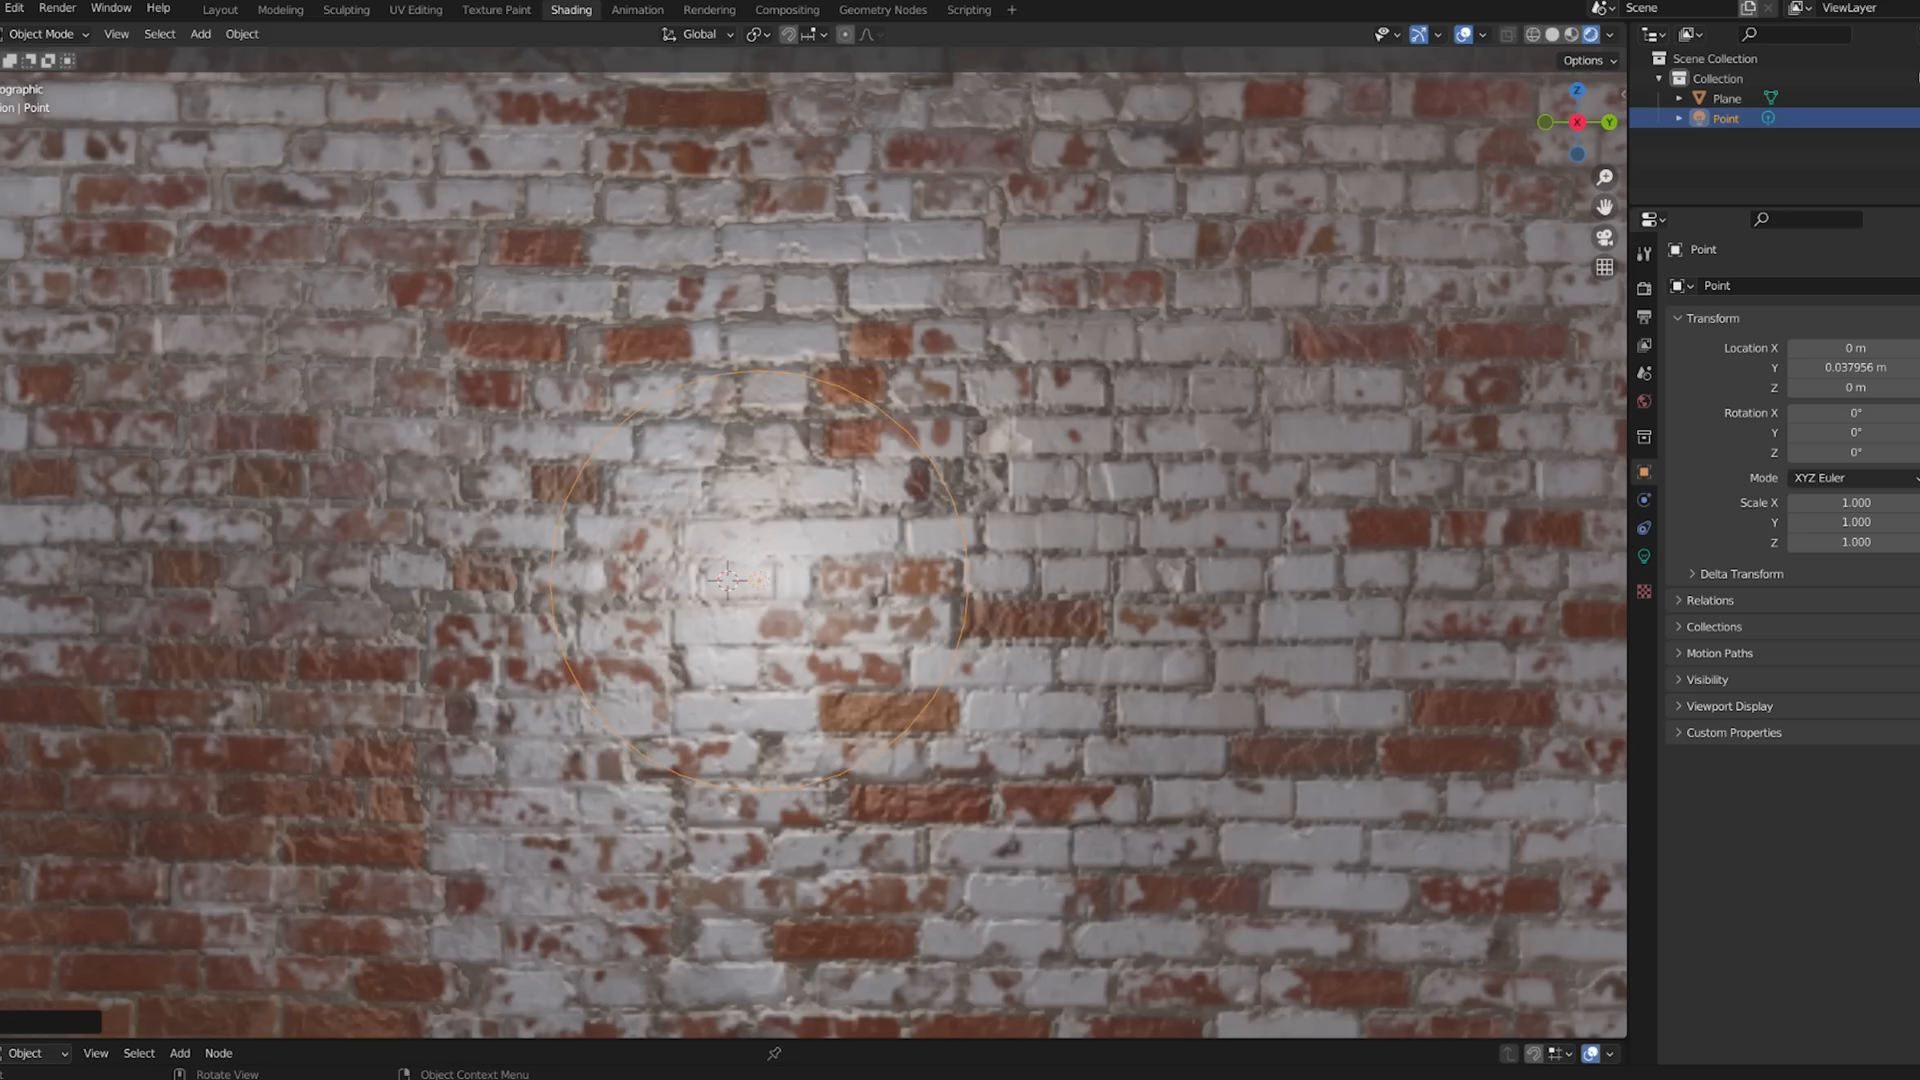 Edit Render Window Help Layout Modeling Sculpting UV Editing Texture Paint Shading Animation Rendering Compositing Geometry Nodes Scripting + Scene ViewLayer
Object Mode View Select Add Object Global
Options
ographic
ion | Point
Z
X Y
Scene Collection
Collection
Plane
Point
Point
Point
Transform
Location X 0 m
Y 0.037956 m
Z 0 m
Rotation X 0°
Y 0°
Z 0°
Mode XYZ Euler
Scale X 1.000
Y 1.000
Z 1.000
Delta Transform
Relations
Collections
Motion Paths
Visibility
Viewport Display
Custom Properties
Object View Select Add Node
Rotate View Object Context Menu